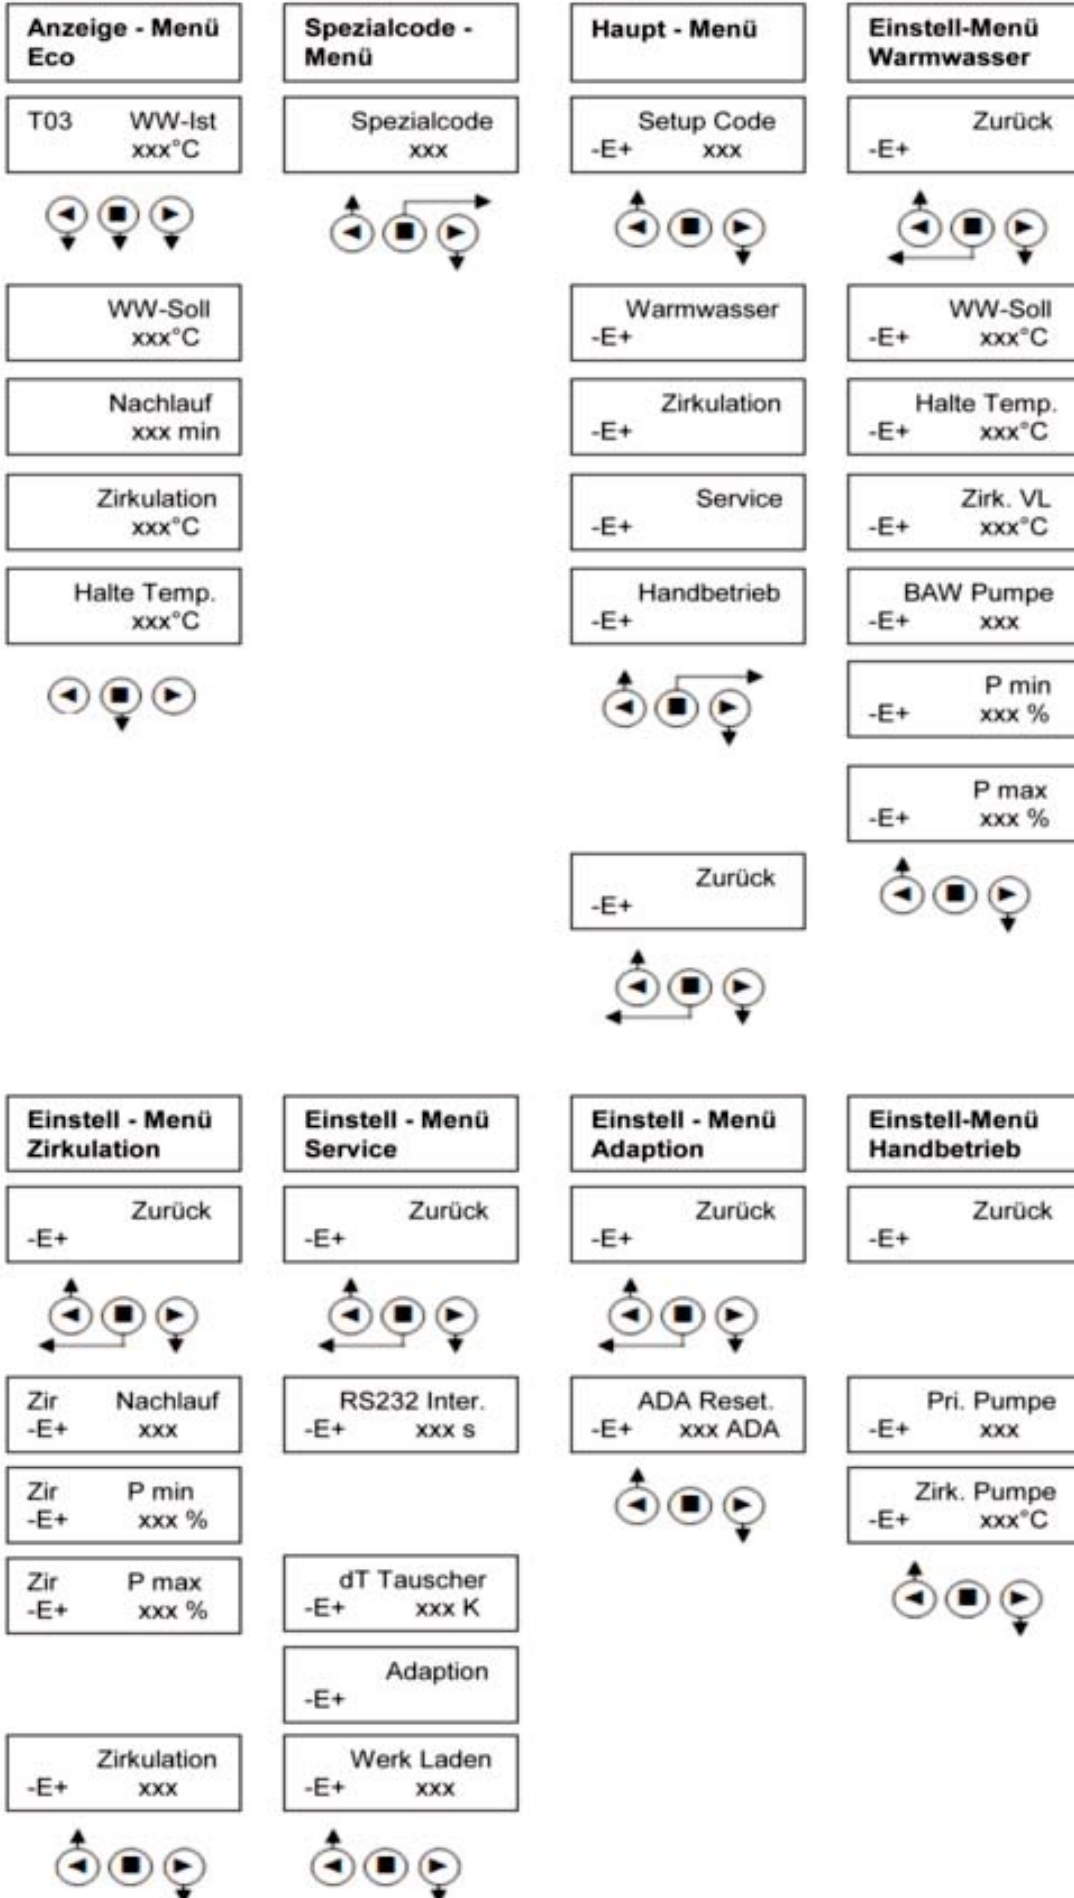 Anzeige - Menü
Eco
T03 WW-Ist
xxx°C
WW-Soll
xxx°C
Nachlauf
xxx min
Zirkulation
xxx°C
Halte Temp.
xxx°C
Spezialcode -
Menü
Spezialcode
xxx
Haupt - Menü
Setup Code
-E+ xxx
Warmwasser
-E+
Zirkulation
-E+
Service
-E+
Handbetrieb
-E+
Zurück
-E+
Einstell-Menü
Warmwasser
Zurück
-E+
WW-Soll
-E+ xxx°C
Halte Temp.
-E+ xxx°C
Zirk. VL
-E+ xxx°C
BAW Pumpe
-E+ xxx
P min
-E+ xxx %
P max
-E+ xxx %
Einstell - Menü
Zirkulation
Zurück
-E+
Zir Nachlauf
-E+ xxx
Zir P min
-E+ xxx %
Zir P max
-E+ xxx %
Zirkulation
-E+ xxx
Einstell - Menü
Service
Zurück
-E+
RS232 Inter.
-E+ xxx s
dT Tauscher
-E+ xxx K
Adaption
-E+
Werk Laden
-E+ xxx
Einstell - Menü
Adaption
Zurück
-E+
ADA Reset.
-E+ xxx ADA
Einstell-Menü
Handbetrieb
Zurück
-E+
Pri. Pumpe
-E+ xxx
Zirk. Pumpe
-E+ xxx°C